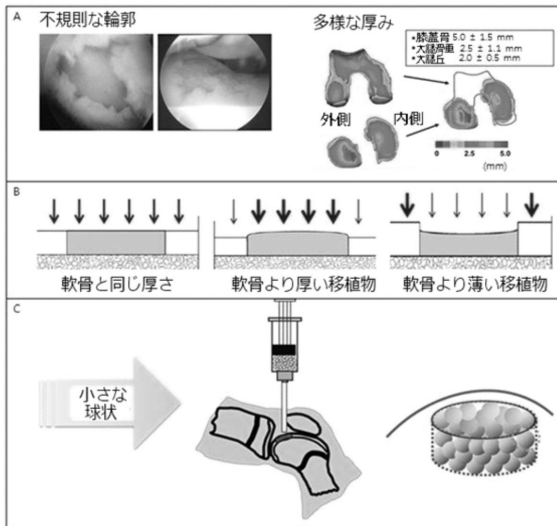 A
不規則な輪郭
多様な厚み
•膝蓋骨 5.0 ± 1.5 mm
•大腿骨重 2.5 ± 1.1 mm
•大腿丘 2.0 ± 0.5 mm
外側
内側
0 2.5 5.0
(mm)
B
軟骨と同じ厚さ
軟骨より厚い移植物
軟骨より薄い移植物
C
小さな
球状